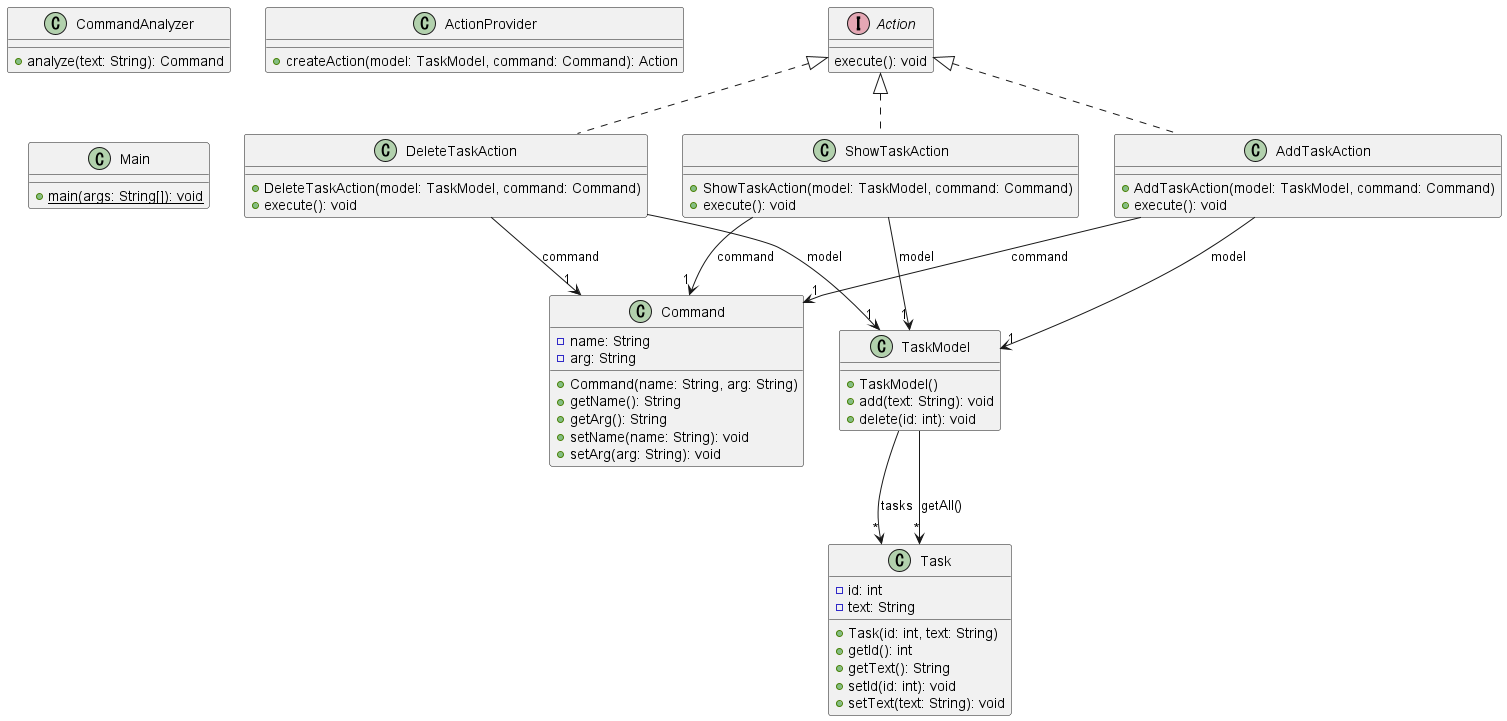 C CommandAnalyzer
analyze(text: String): Command
C ActionProvider
createAction(model: TaskModel, command: Command): Action
I Action
execute(): void
C Main
main(args: String[]): void
C DeleteTaskAction
DeleteTaskAction(model: TaskModel, command: Command)
execute(): void
C ShowTaskAction
ShowTaskAction(model: TaskModel, command: Command)
execute(): void
C AddTaskAction
AddTaskAction(model: TaskModel, command: Command)
execute(): void
command
1
model
1
command
1
model
1
command
1
model
1
C Command
name: String
arg: String
Command(name: String, arg: String)
getName(): String
getArg(): String
setName(name: String): void
setArg(arg: String): void
C TaskModel
TaskModel()
add(text: String): void
delete(id: int): void
tasks
*
getAll()
*
C Task
id: int
text: String
Task(id: int, text: String)
getId(): int
getText(): String
setId(id: int): void
setText(text: String): void